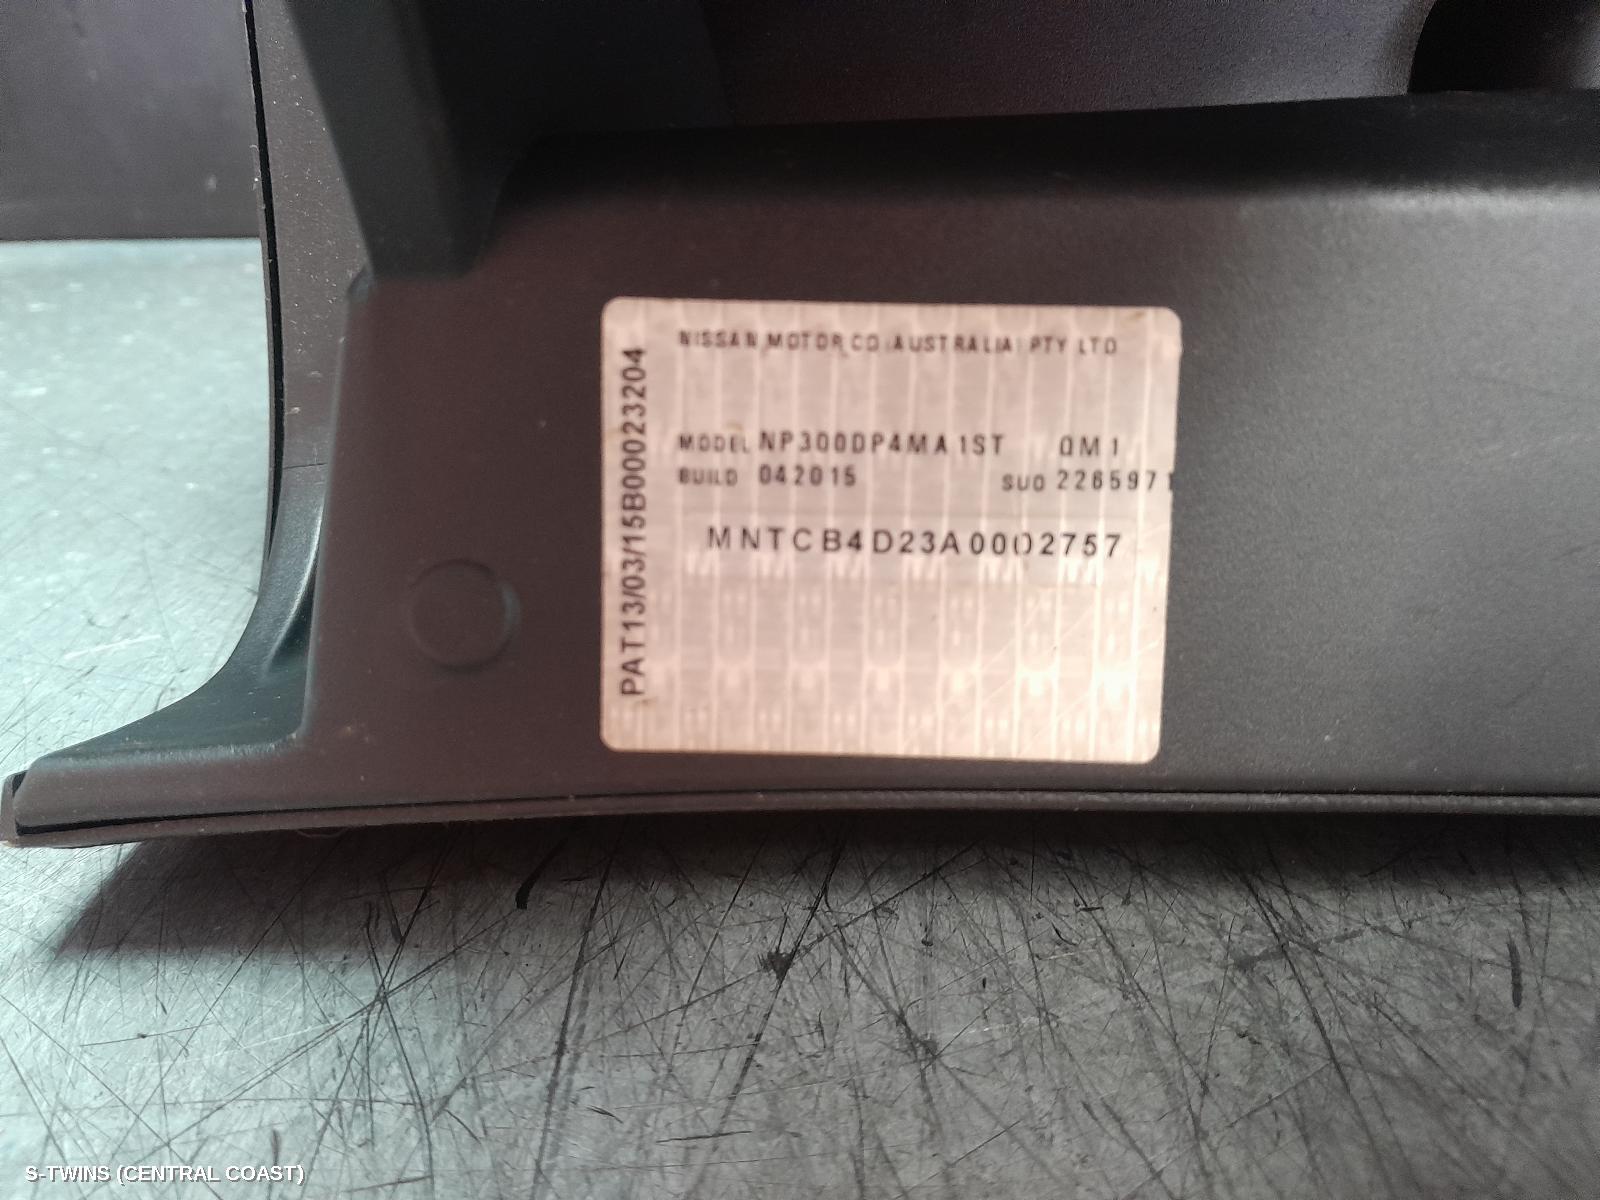 NISSAN MOTOR CO (AUSTRALIA) PTY LTD
MODEL NP300DP4MA1ST QM1
BUILD 042015 SUO 2265971
MNTCB4D23A0002757
PAT13/03/15B00023204
S-TWINS (CENTRAL COAST)